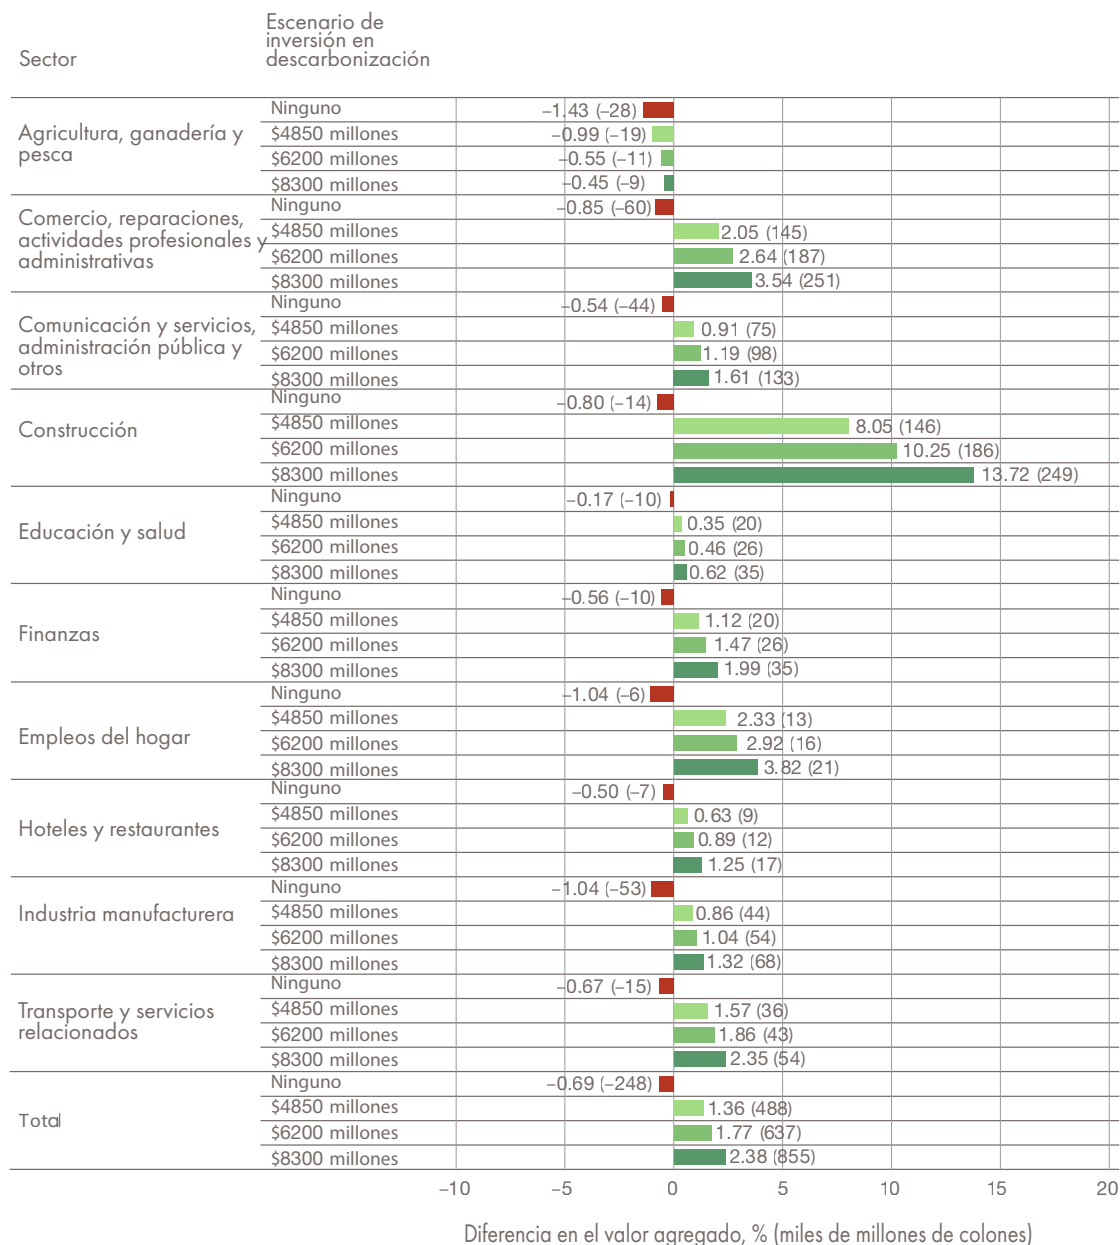 Sector
Escenario de
inversión en
descarbonización
Agricultura, ganadería y
pesca
Ninguno
−1.43 (−28)
$4850 millones
−0.99 (−19)
$6200 millones
−0.55 (−11)
$8300 millones
−0.45 (−9)
Comercio, reparaciones,
actividades profesionales y
administrativas
Ninguno
−0.85 (−60)
$4850 millones
2.05 (145)
$6200 millones
2.64 (187)
$8300 millones
3.54 (251)
Comunicación y servicios,
administración pública y
otros
Ninguno
−0.54 (−44)
$4850 millones
0.91 (75)
$6200 millones
1.19 (98)
$8300 millones
1.61 (133)
Construcción
Ninguno
−0.80 (−14)
$4850 millones
8.05 (146)
$6200 millones
10.25 (186)
$8300 millones
13.72 (249)
Educación y salud
Ninguno
−0.17 (−10)
$4850 millones
0.35 (20)
$6200 millones
0.46 (26)
$8300 millones
0.62 (35)
Finanzas
Ninguno
−0.56 (−10)
$4850 millones
1.12 (20)
$6200 millones
1.47 (26)
$8300 millones
1.99 (35)
Empleos del hogar
Ninguno
−1.04 (−6)
$4850 millones
2.33 (13)
$6200 millones
2.92 (16)
$8300 millones
3.82 (21)
Hoteles y restaurantes
Ninguno
−0.50 (−7)
$4850 millones
0.63 (9)
$6200 millones
0.89 (12)
$8300 millones
1.25 (17)
Industria manufacturera
Ninguno
−1.04 (−53)
$4850 millones
0.86 (44)
$6200 millones
1.04 (54)
$8300 millones
1.32 (68)
Transporte y servicios
relacionados
Ninguno
−0.67 (−15)
$4850 millones
1.57 (36)
$6200 millones
1.86 (43)
$8300 millones
2.35 (54)
Total
Ninguno
−0.69 (−248)
$4850 millones
1.36 (488)
$6200 millones
1.77 (637)
$8300 millones
2.38 (855)
−10 −5 0 5 10 15 20
Diferencia en el valor agregado, % (miles de millones de colones)